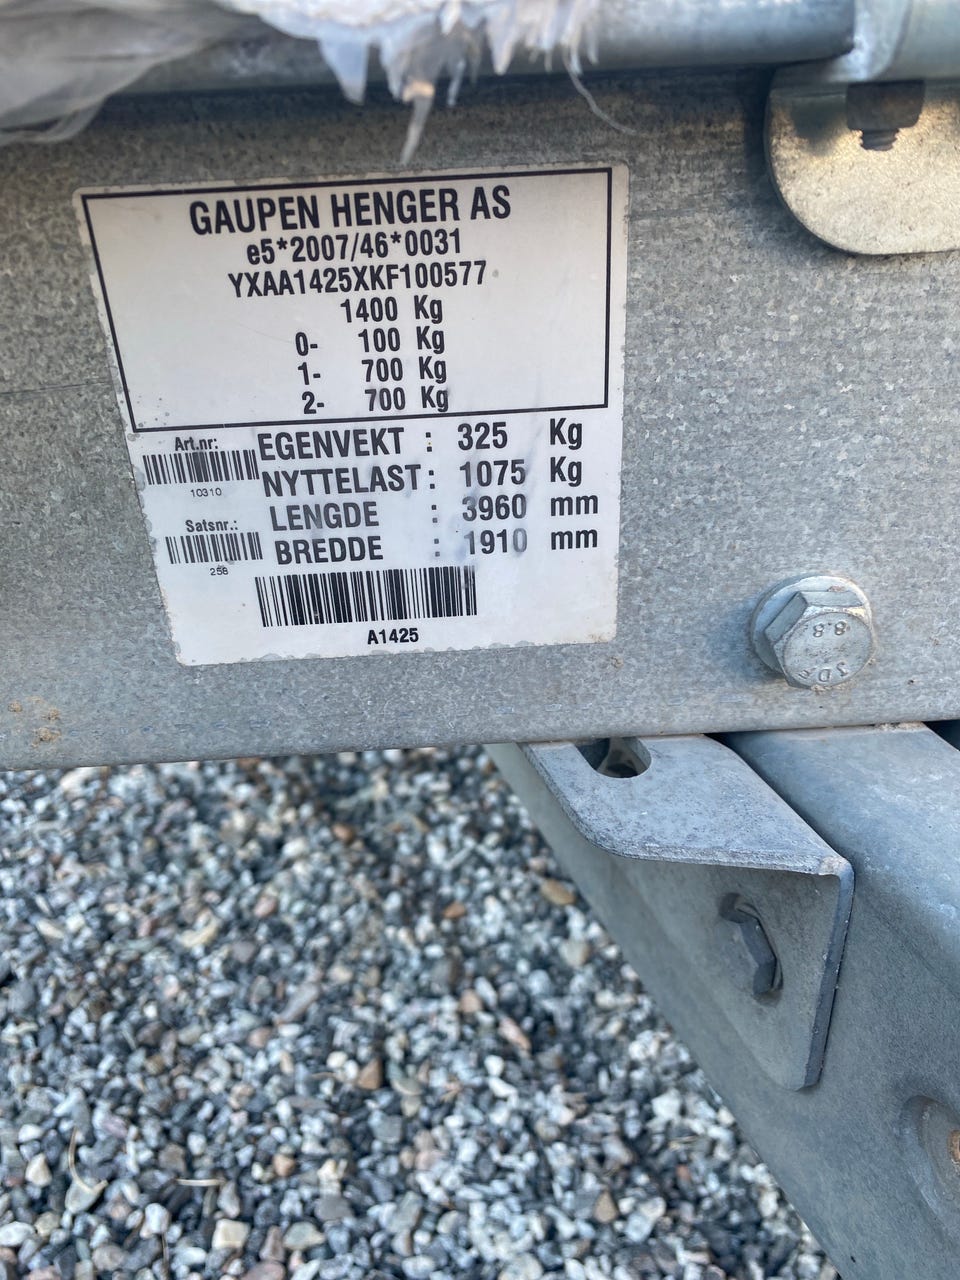 GAUPEN HENGER AS
e5*2007/46*0031
YXAA1425XKF100577
1400 Kg
0- 100 Kg
1- 700 Kg
2- 700 Kg
Art.nr:
10310
EGENVEKT : 325 Kg
NYTTELAST : 1075 Kg
LENGDE : 3960 mm
BREDDE : 1910 mm
Satsnr.:
258
A1425
8.8